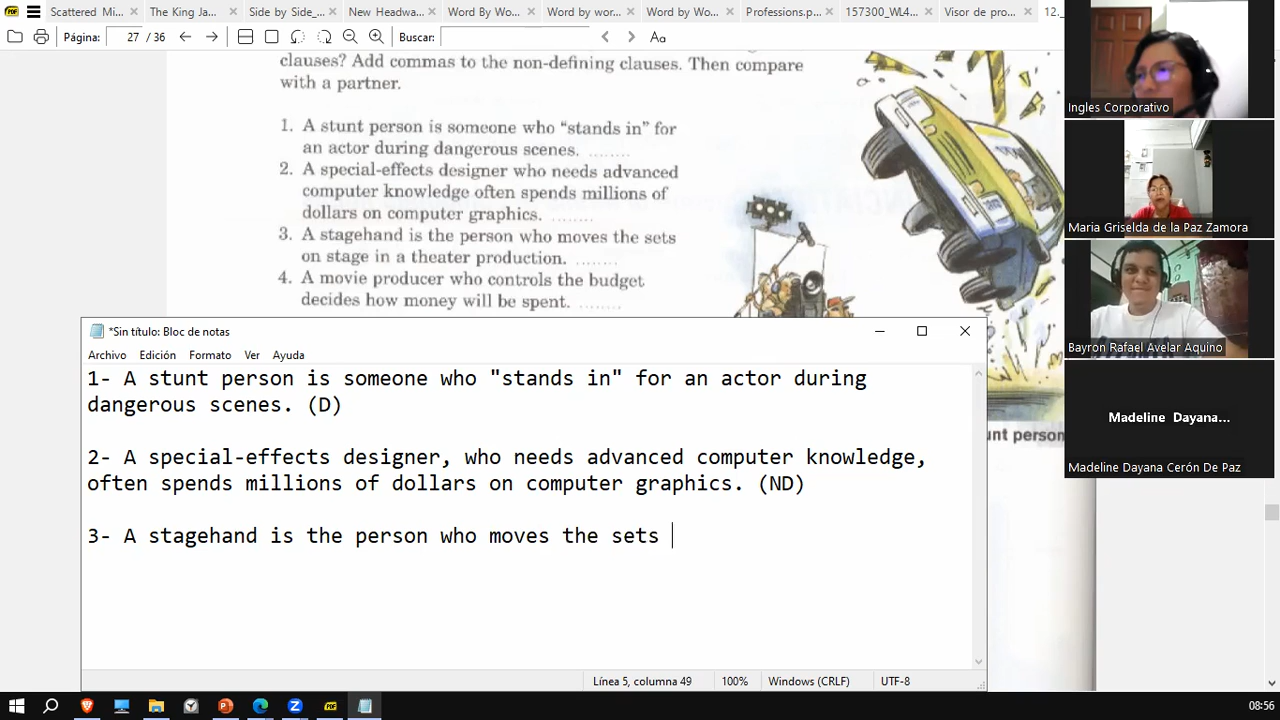 Scattered Mi...
The King Ja...
Side by Side_...
New Headwa...
Word By Wo...
Word by wor...
Word by Wo...
Professions.p...
157300_WL4...
Visor de pro...
12._
Página:
27 / 36
Buscar:
clauses? Add commas to the non-defining clauses. Then compare
with a partner.
1. A stunt person is someone who “stands in” for
an actor during dangerous scenes. ........
2. A special-effects designer who needs advanced
computer knowledge often spends millions of
dollars on computer graphics. ........
3. A stagehand is the person who moves the sets
on stage in a theater production. ........
4. A movie producer who controls the budget
decides how money will be spent. ........
unt person
*Sin título: Bloc de notas
Archivo Edición Formato Ver Ayuda
1- A stunt person is someone who "stands in" for an actor during
dangerous scenes. (D)
2- A special-effects designer, who needs advanced computer knowledge,
often spends millions of dollars on computer graphics. (ND)
3- A stagehand is the person who moves the sets
Línea 5, columna 49
100%
Windows (CRLF)
UTF-8
Ingles Corporativo
Maria Griselda de la Paz Zamora
Bayron Rafael Avelar Aquino
Madeline Dayana...
Madeline Dayana Cerón De Paz
08:56